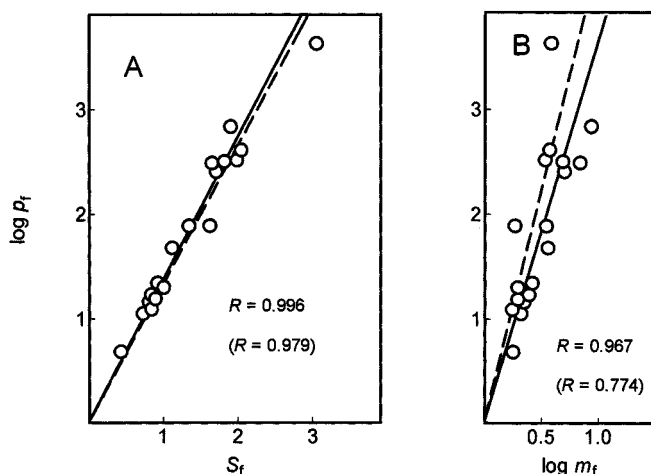 A
B
3
3
log p_f
2
2
1
1
R = 0.996
(R = 0.979)
R = 0.967
(R = 0.774)
1
2
3
0.5
1.0
S_f
log m_f